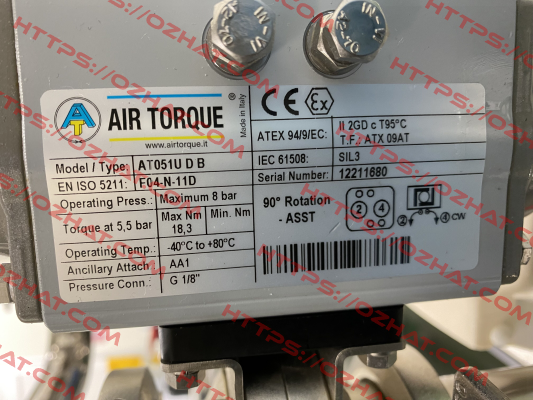 AIR TORQUE ®
www.airtorque.it
Made in Italy
CE Ex
ATEX 94/9/EC: II 2GD c T95°C
T.F.: ATX 09AT
IEC 61508: SIL3
Serial Number: 12211680
Model / Type: AT051U D B
EN ISO 5211: F04-N-11D
Operating Press.: Maximum 8 bar
Torque at 5,5 bar Max Nm Min. Nm
18,3
Operating Temp.: -40°C to +80°C
Ancillary Attach: AA1
Pressure Conn.: G 1/8"
90° Rotation
- ASST
2 4
2 4 CW
HTTPS://OZHAT.COM